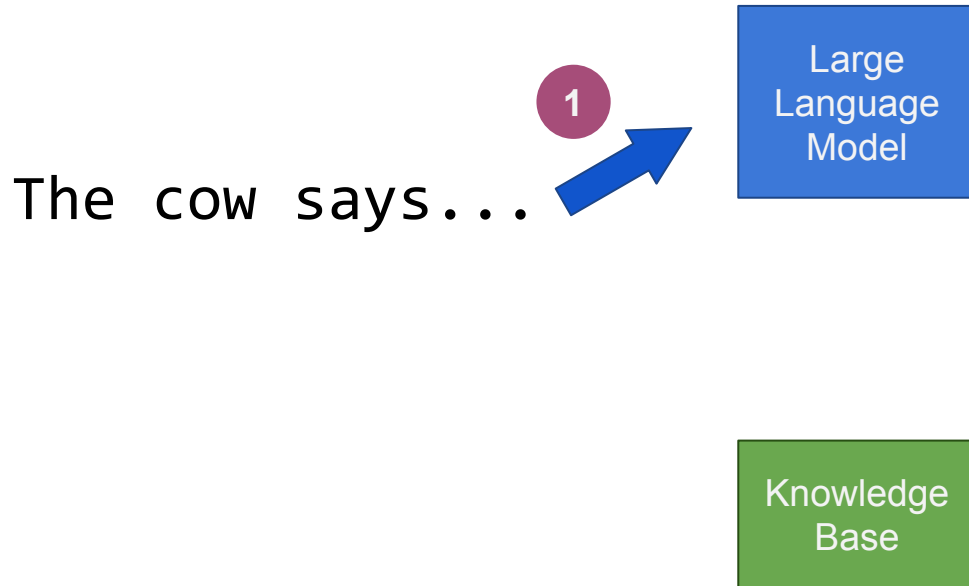 Large
Language
Model
1
The cow says...
Knowledge
Base